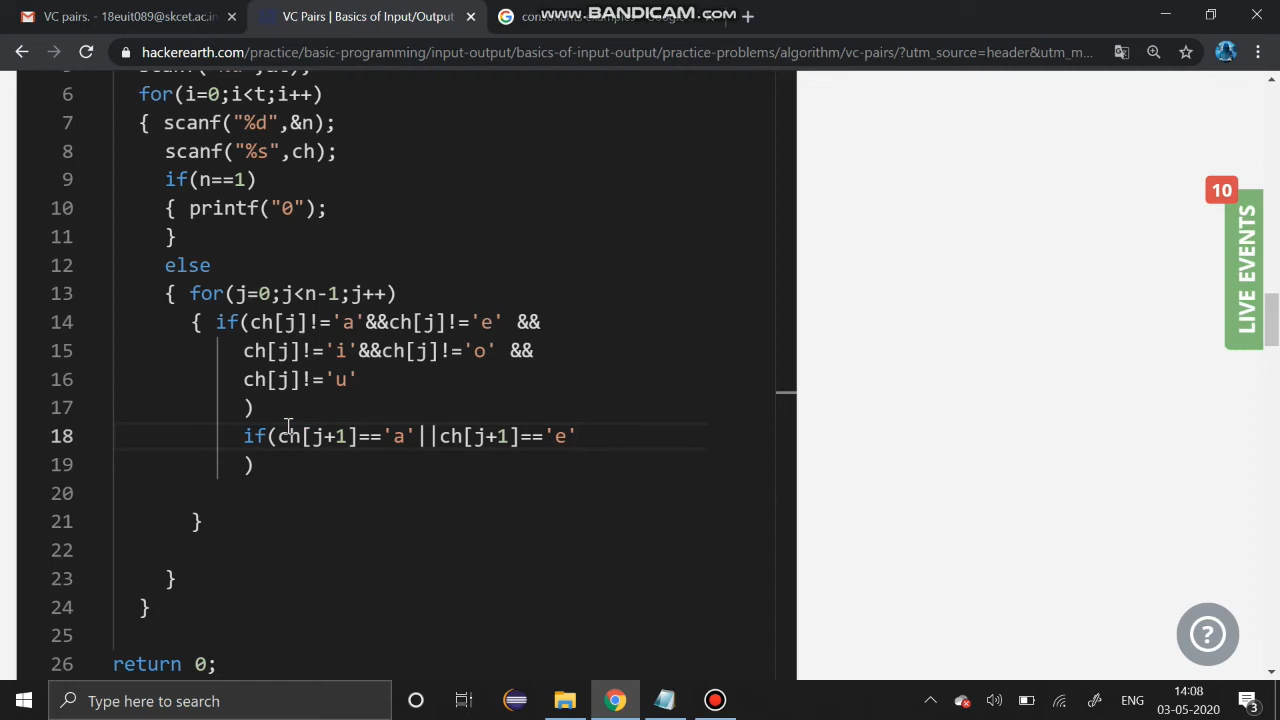 VC pairs. - 18euit089@skcet.ac.in
VC Pairs | Basics of Input/Output
www.BANDICAM.com
hackerearth.com/practice/basic-programming/input-output/basics-of-input-output/practice-problems/algorithm/vc-pairs/?utm_source=header&utm_m...
6 for(i=0;i<t;i++)
7 { scanf("%d",&n);
8 scanf("%s",ch);
9 if(n==1)
10 { printf("0");
11 }
12 else
13 { for(j=0;j<n-1;j++)
14 { if(ch[j]!='a'&&ch[j]!='e' &&
15 ch[j]!='i'&&ch[j]!='o' &&
16 ch[j]!='u'
17 )
18 if(ch[j+1]=='a'||ch[j+1]=='e'
19 )
20
21 }
22
23 }
24 }
25
26 return 0;
10
LIVE EVENTS
?
Type here to search
ENG
14:08
03-05-2020
3